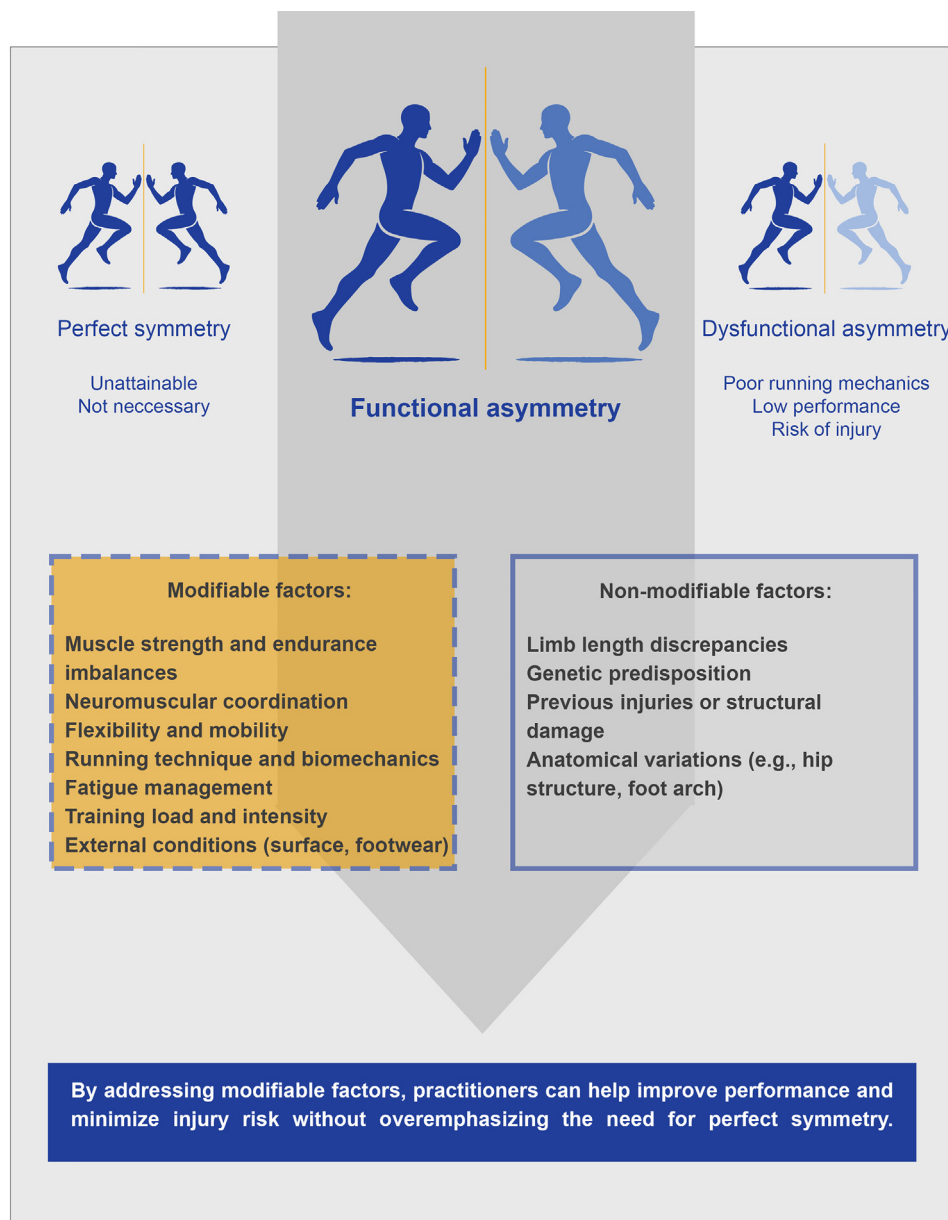 Perfect symmetry
Unattainable
Not neccessary
Functional asymmetry
Dysfunctional asymmetry
Poor running mechanics
Low performance
Risk of injury
Modifiable factors:
Muscle strength and endurance
imbalances
Neuromuscular coordination
Flexibility and mobility
Running technique and biomechanics
Fatigue management
Training load and intensity
External conditions (surface, footwear)
Non-modifiable factors:
Limb length discrepancies
Genetic predisposition
Previous injuries or structural
damage
Anatomical variations (e.g., hip
structure, foot arch)
By addressing modifiable factors, practitioners can help improve performance and
minimize injury risk without overemphasizing the need for perfect symmetry.